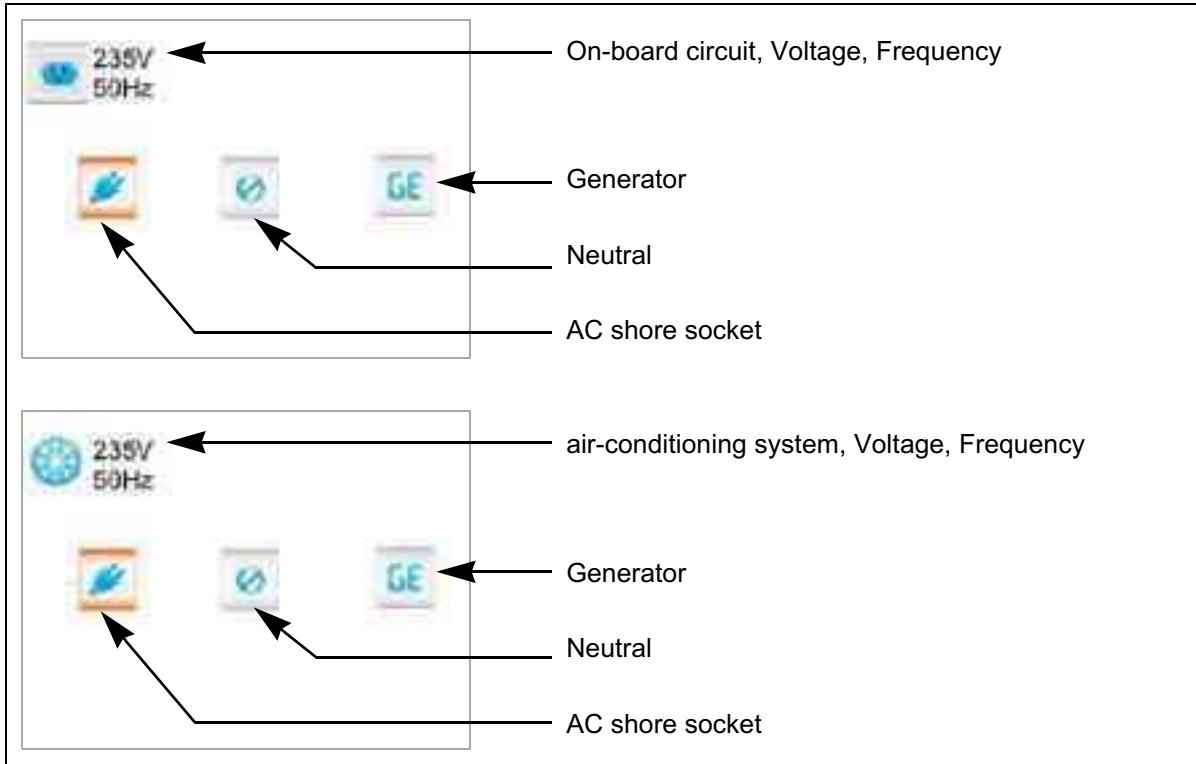 235V
50Hz
On-board circuit, Voltage, Frequency
GE
Generator
Neutral
AC shore socket
235V
50Hz
air-conditioning system, Voltage, Frequency
GE
Generator
Neutral
AC shore socket